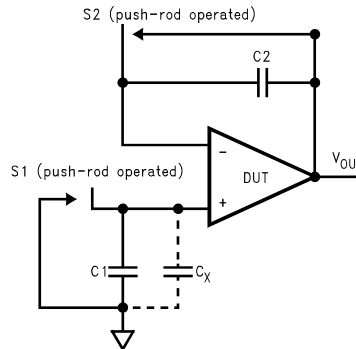 S2 (push-rod operated)
C2
S1 (push-rod operated)
−
DUT
VOU
+
C1
CX